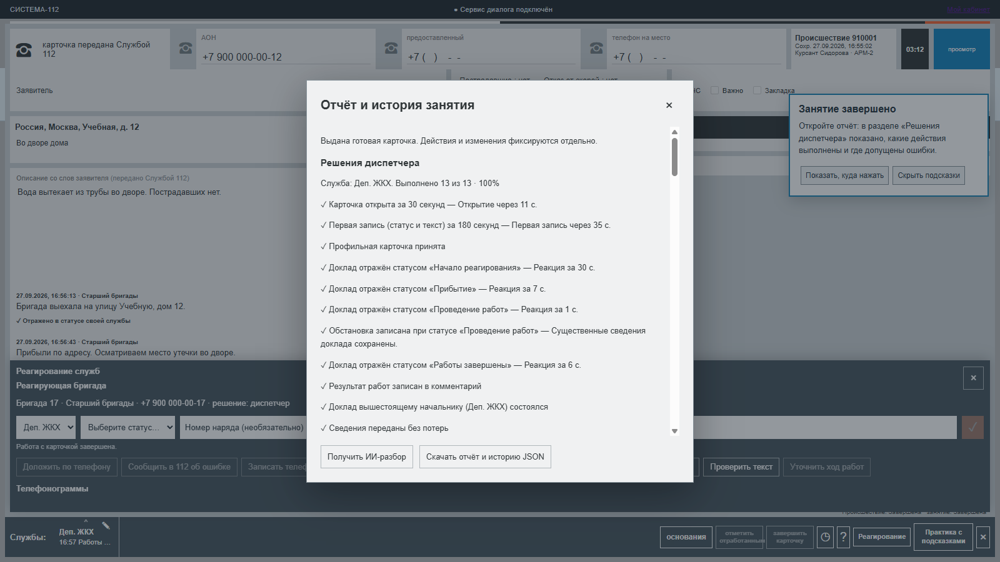 СИСТЕМА-112
● Сервис диалога подключён
Мой кабинет
карточка передана Службой
112
АОН
+7 900 000-00-12
предоставленный
+7 (   )    -  -
телефон на место
+7 (   )    -  -
Происшествие 910001
Сохр. 27.09.2026, 16:55:02
Курсант Сидорова · АРМ-2
03:12
просмотр
Заявитель
Важно
Закладка
Россия, Москва, Учебная, д. 12
Во дворе дома
Описание со слов заявителя (передано Службой 112)
Вода вытекает из трубы во дворе. Пострадавших нет.
27.09.2026, 16:56:13 · Старший бригады
Бригада выехала на улицу Учебную, дом 12.
✓ Отражено в статусе своей службы
27.09.2026, 16:56:43 · Старший бригады
Прибыли по адресу. Осматриваем место утечки во дворе.
Отчёт и история занятия
×
Выдана готовая карточка. Действия и изменения фиксируются отдельно.
Решения диспетчера
Служба: Деп. ЖКХ. Выполнено 13 из 13 · 100%
✓ Карточка открыта за 30 секунд — Открытие через 11 с.
✓ Первая запись (статус и текст) за 180 секунд — Первая запись через 35 с.
✓ Профильная карточка принята
✓ Доклад отражён статусом «Начало реагирования» — Реакция за 30 с.
✓ Доклад отражён статусом «Прибытие» — Реакция за 7 с.
✓ Доклад отражён статусом «Проведение работ» — Реакция за 1 с.
✓ Обстановка записана при статусе «Проведение работ» — Существенные сведения
доклада сохранены.
✓ Доклад отражён статусом «Работы завершены» — Реакция за 6 с.
✓ Результат работ записан в комментарий
✓ Доклад вышестоящему начальнику (Деп. ЖКХ) состоялся
✓ Сведения переданы без потерь
Получить ИИ-разбор
Скачать отчёт и историю JSON
Занятие завершено
Откройте отчёт: в разделе «Решения
диспетчера» показано, какие действия
выполнены и где допущены ошибки.
Показать, куда нажать
Скрыть подсказки
Реагирование служб
×
Реагирующая бригада
Бригада 17 · Старший бригады · +7 900 000-00-17 · решение: диспетчер
Деп. ЖКХ
Выберите статус...
Номер наряда (необязательно)
✓
Работа с карточкой завершена.
Доложить по телефону
Сообщить в 112 об ошибке
Записать
Проверить текст
Уточнить ход работ
Телефонограммы
Службы:
Деп. ЖКХ
16:57 Работы ...
основания
отметить
отработанным
завершить
карточку
?
Реагирование
Практика с
подсказками
×